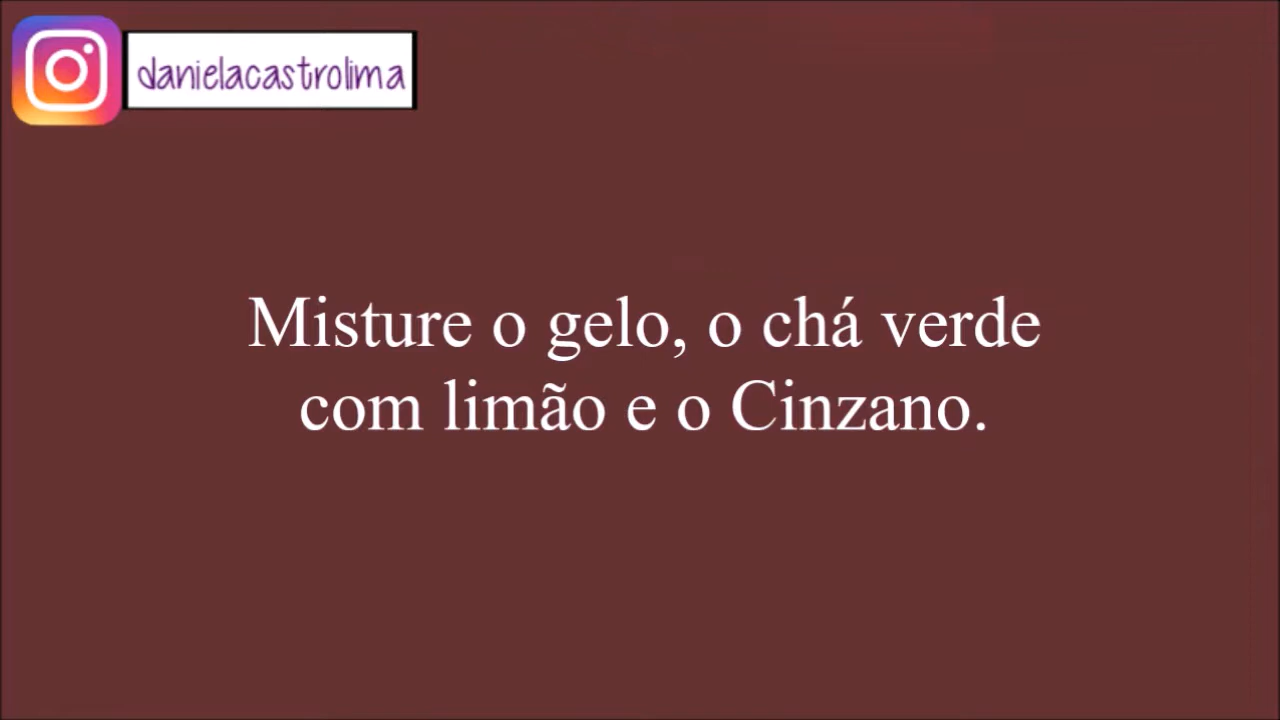 danielacastrolima
Misture o gelo, o chá verde
com limão e o Cinzano.